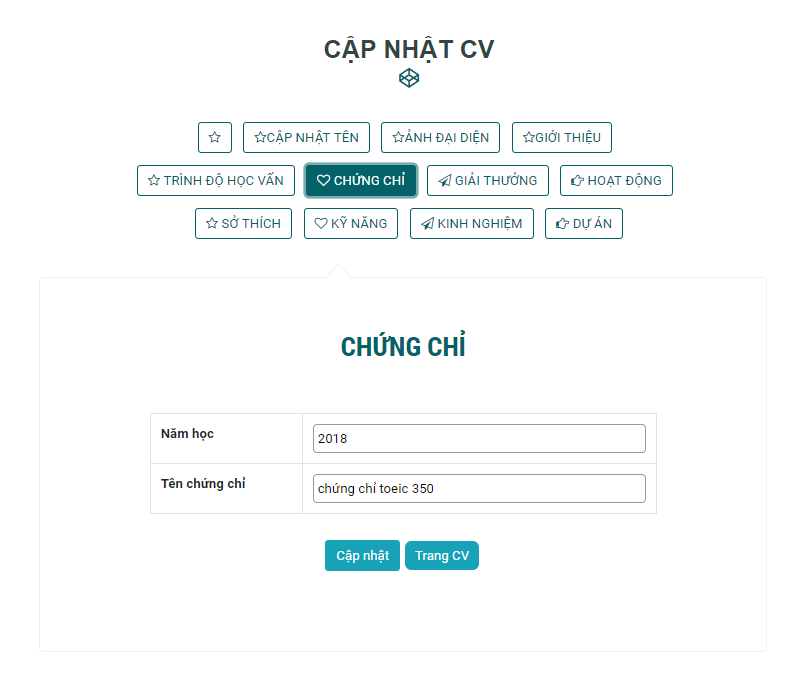 CẬP NHẬT CV
CẬP NHẬT TÊN ẢNH ĐẠI DIỆN GIỚI THIỆU
TRÌNH ĐỘ HỌC VẤN CHỨNG CHỈ GIẢI THƯỞNG HOẠT ĐỘNG
SỞ THÍCH KỸ NĂNG KINH NGHIỆM DỰ ÁN
CHỨNG CHỈ
Năm học 2018
Tên chứng chỉ chứng chỉ toeic 350
Cập nhật Trang CV